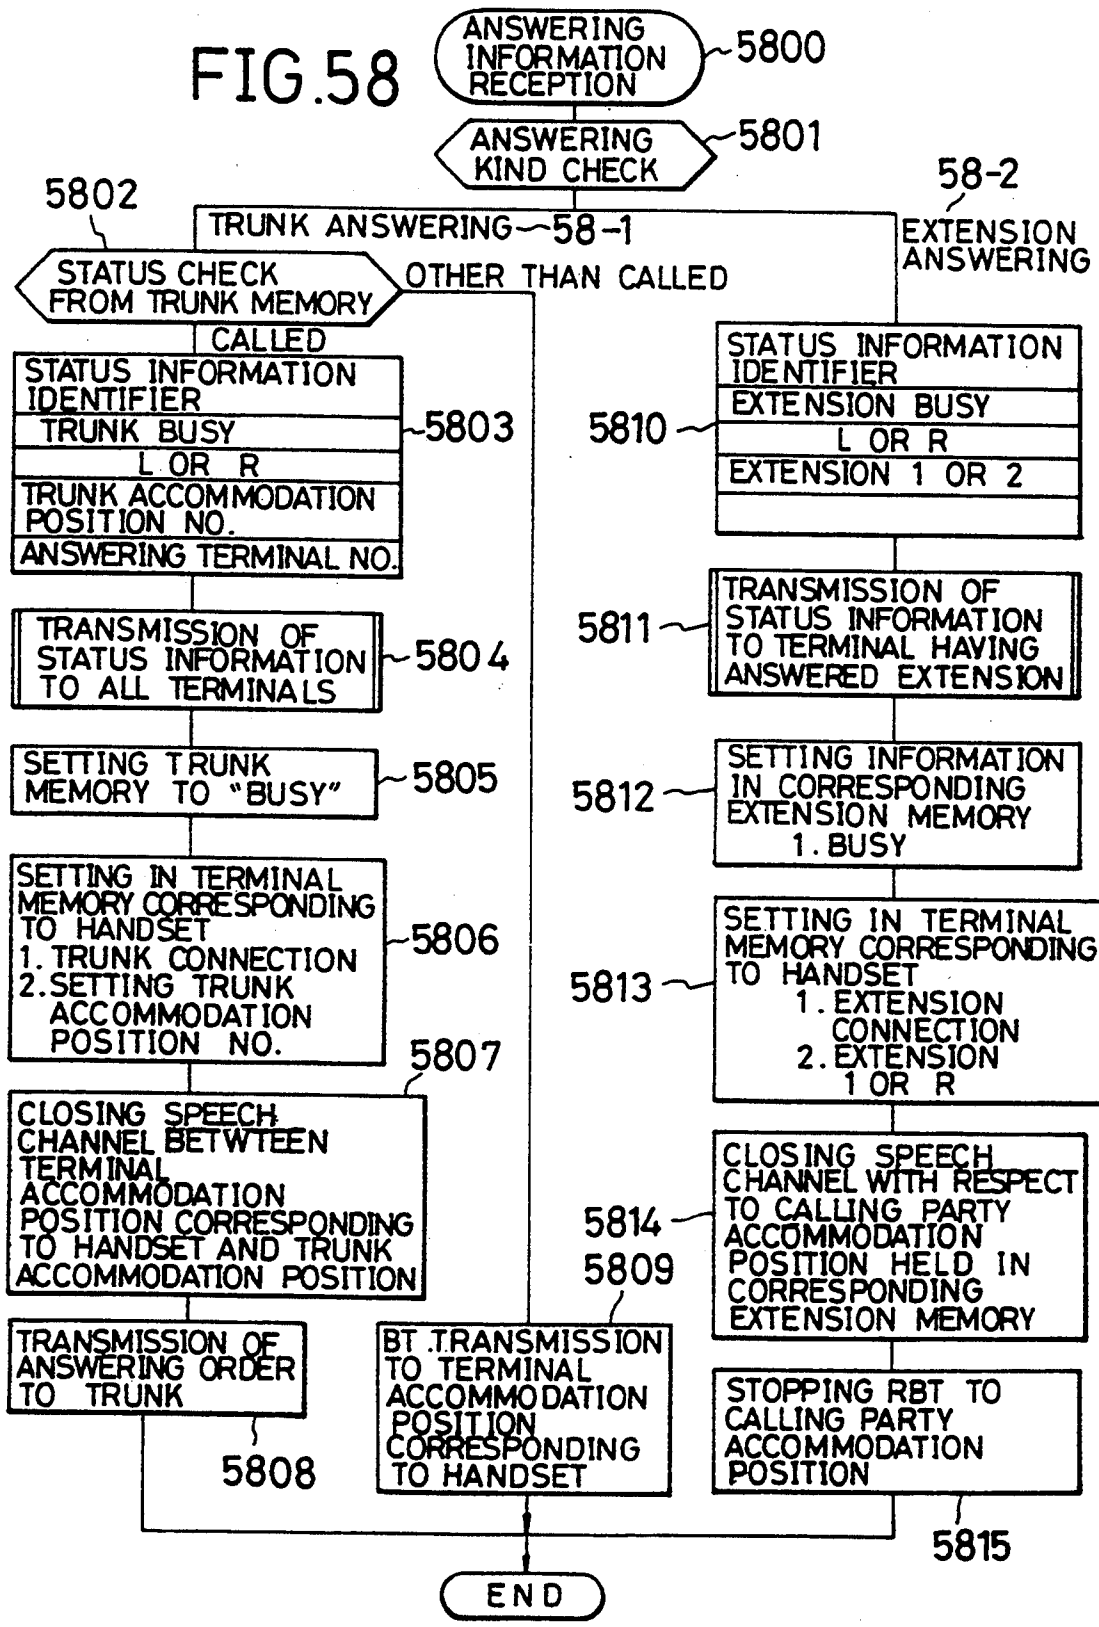 FIG.58
ANSWERING
INFORMATION
RECEPTION
5800
ANSWERING
KIND CHECK
5801
5802
TRUNK ANSWERING
58-1
58-2
EXTENSION
ANSWERING
STATUS CHECK
FROM TRUNK MEMORY
OTHER THAN CALLED
CALLED
STATUS INFORMATION
IDENTIFIER
TRUNK BUSY
L OR R
TRUNK ACCOMMODATION
POSITION NO.
ANSWERING TERMINAL NO.
5803
TRANSMISSION OF
STATUS INFORMATION
TO ALL TERMINALS
5804
SETTING TRUNK
MEMORY TO "BUSY"
5805
SETTING IN TERMINAL
MEMORY CORRESPONDING
TO HANDSET
1. TRUNK CONNECTION
2. SETTING TRUNK
ACCOMMODATION
POSITION NO.
5806
5807
CLOSING SPEECH
CHANNEL BETWTEEN
TERMINAL
ACCOMMODATION
POSITION CORRESPONDING
TO HANDSET AND TRUNK
ACCOMMODATION POSITION
TRANSMISSION OF
ANSWERING ORDER
TO TRUNK
5808
5809
BT .TRANSMISSION
TO TERMINAL
ACCOMMODATION
POSITION
CORRESPONDING
TO HANDSET
STATUS INFORMATION
IDENTIFIER
EXTENSION BUSY
L OR R
EXTENSION 1 OR 2
5810
TRANSMISSION OF
STATUS INFORMATION
TO TERMINAL HAVING
ANSWERED EXTENSION
5811
SETTING INFORMATION
IN CORRESPONDING
EXTENSION MEMORY
1. BUSY
5812
SETTING IN TERMINAL
MEMORY CORRESPONDING
TO HANDSET
1. EXTENSION
CONNECTION
2. EXTENSION
1 OR R
5813
CLOSING SPEECH
CHANNEL WITH RESPECT
TO CALLING PARTY
ACCOMMODATION
POSITION HELD IN
CORRESPONDING
EXTENSION MEMORY
5814
STOPPING RBT TO
CALLING PARTY
ACCOMMODATION
POSITION
5815
END